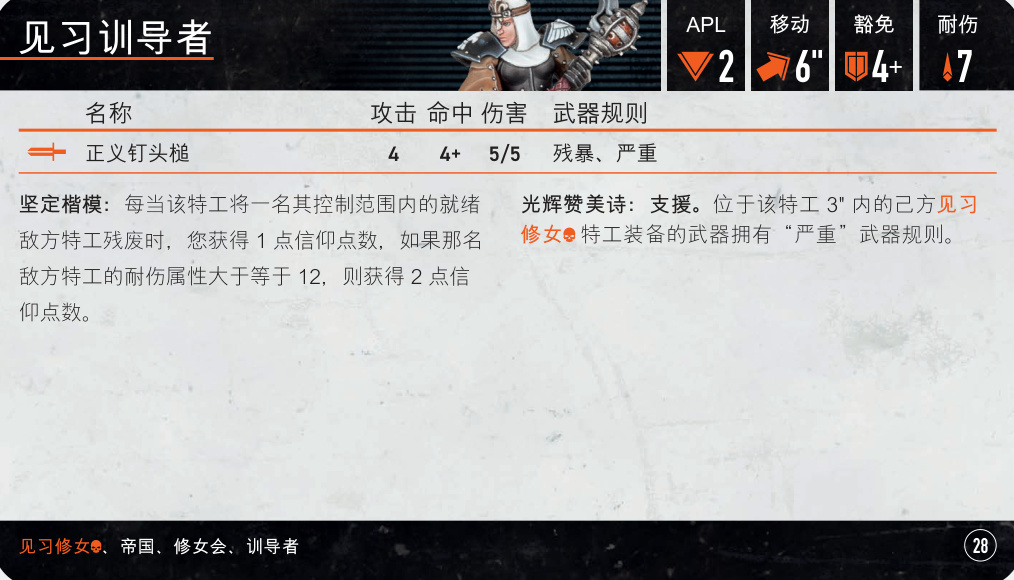 见习训导者
APL 移动 豁免 耐伤
2 6" 4+ 7
名称 攻击 命中 伤害 武器规则
正义钉头槌 4 4+ 5/5 残暴、严重
坚定楷模：每当该特工将一名其控制范围内的就绪
敌方特工残废时，您获得 1 点信仰点数，如果那名
敌方特工的耐伤属性大于等于 12，则获得 2 点信
仰点数。
光辉赞美诗：支援。位于该特工 3" 内的己方见习
修女特工装备的武器拥有“严重”武器规则。
见习修女、帝国、修女会、训导者
28